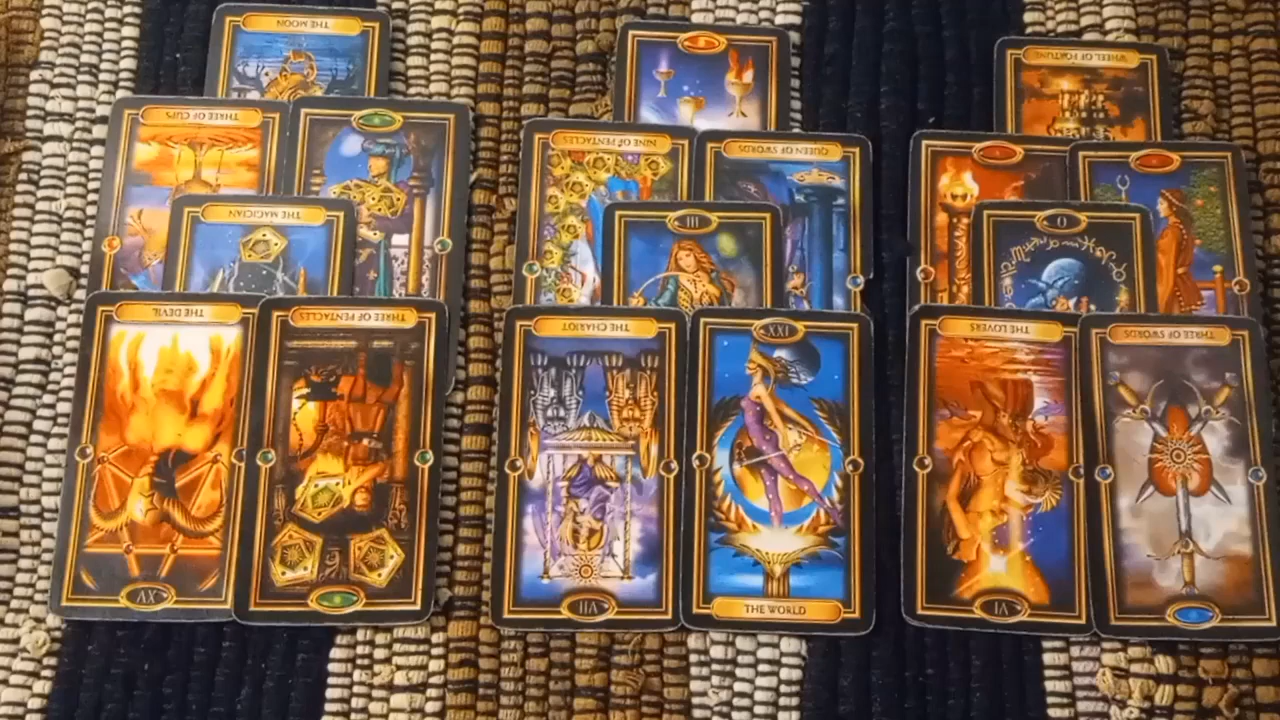 THE MOON
THREE OF CUPS
THE MAGICIAN
THE DEVIL
XV
THREE OF PENTACLES
NINE OF PENTACLES
QUEEN OF SWORDS
III
THE CHARIOT
VII
XXI
THE WORLD
WHEEL OF FORTUNE
0
THE LOVERS
VI
THREE OF SWORDS